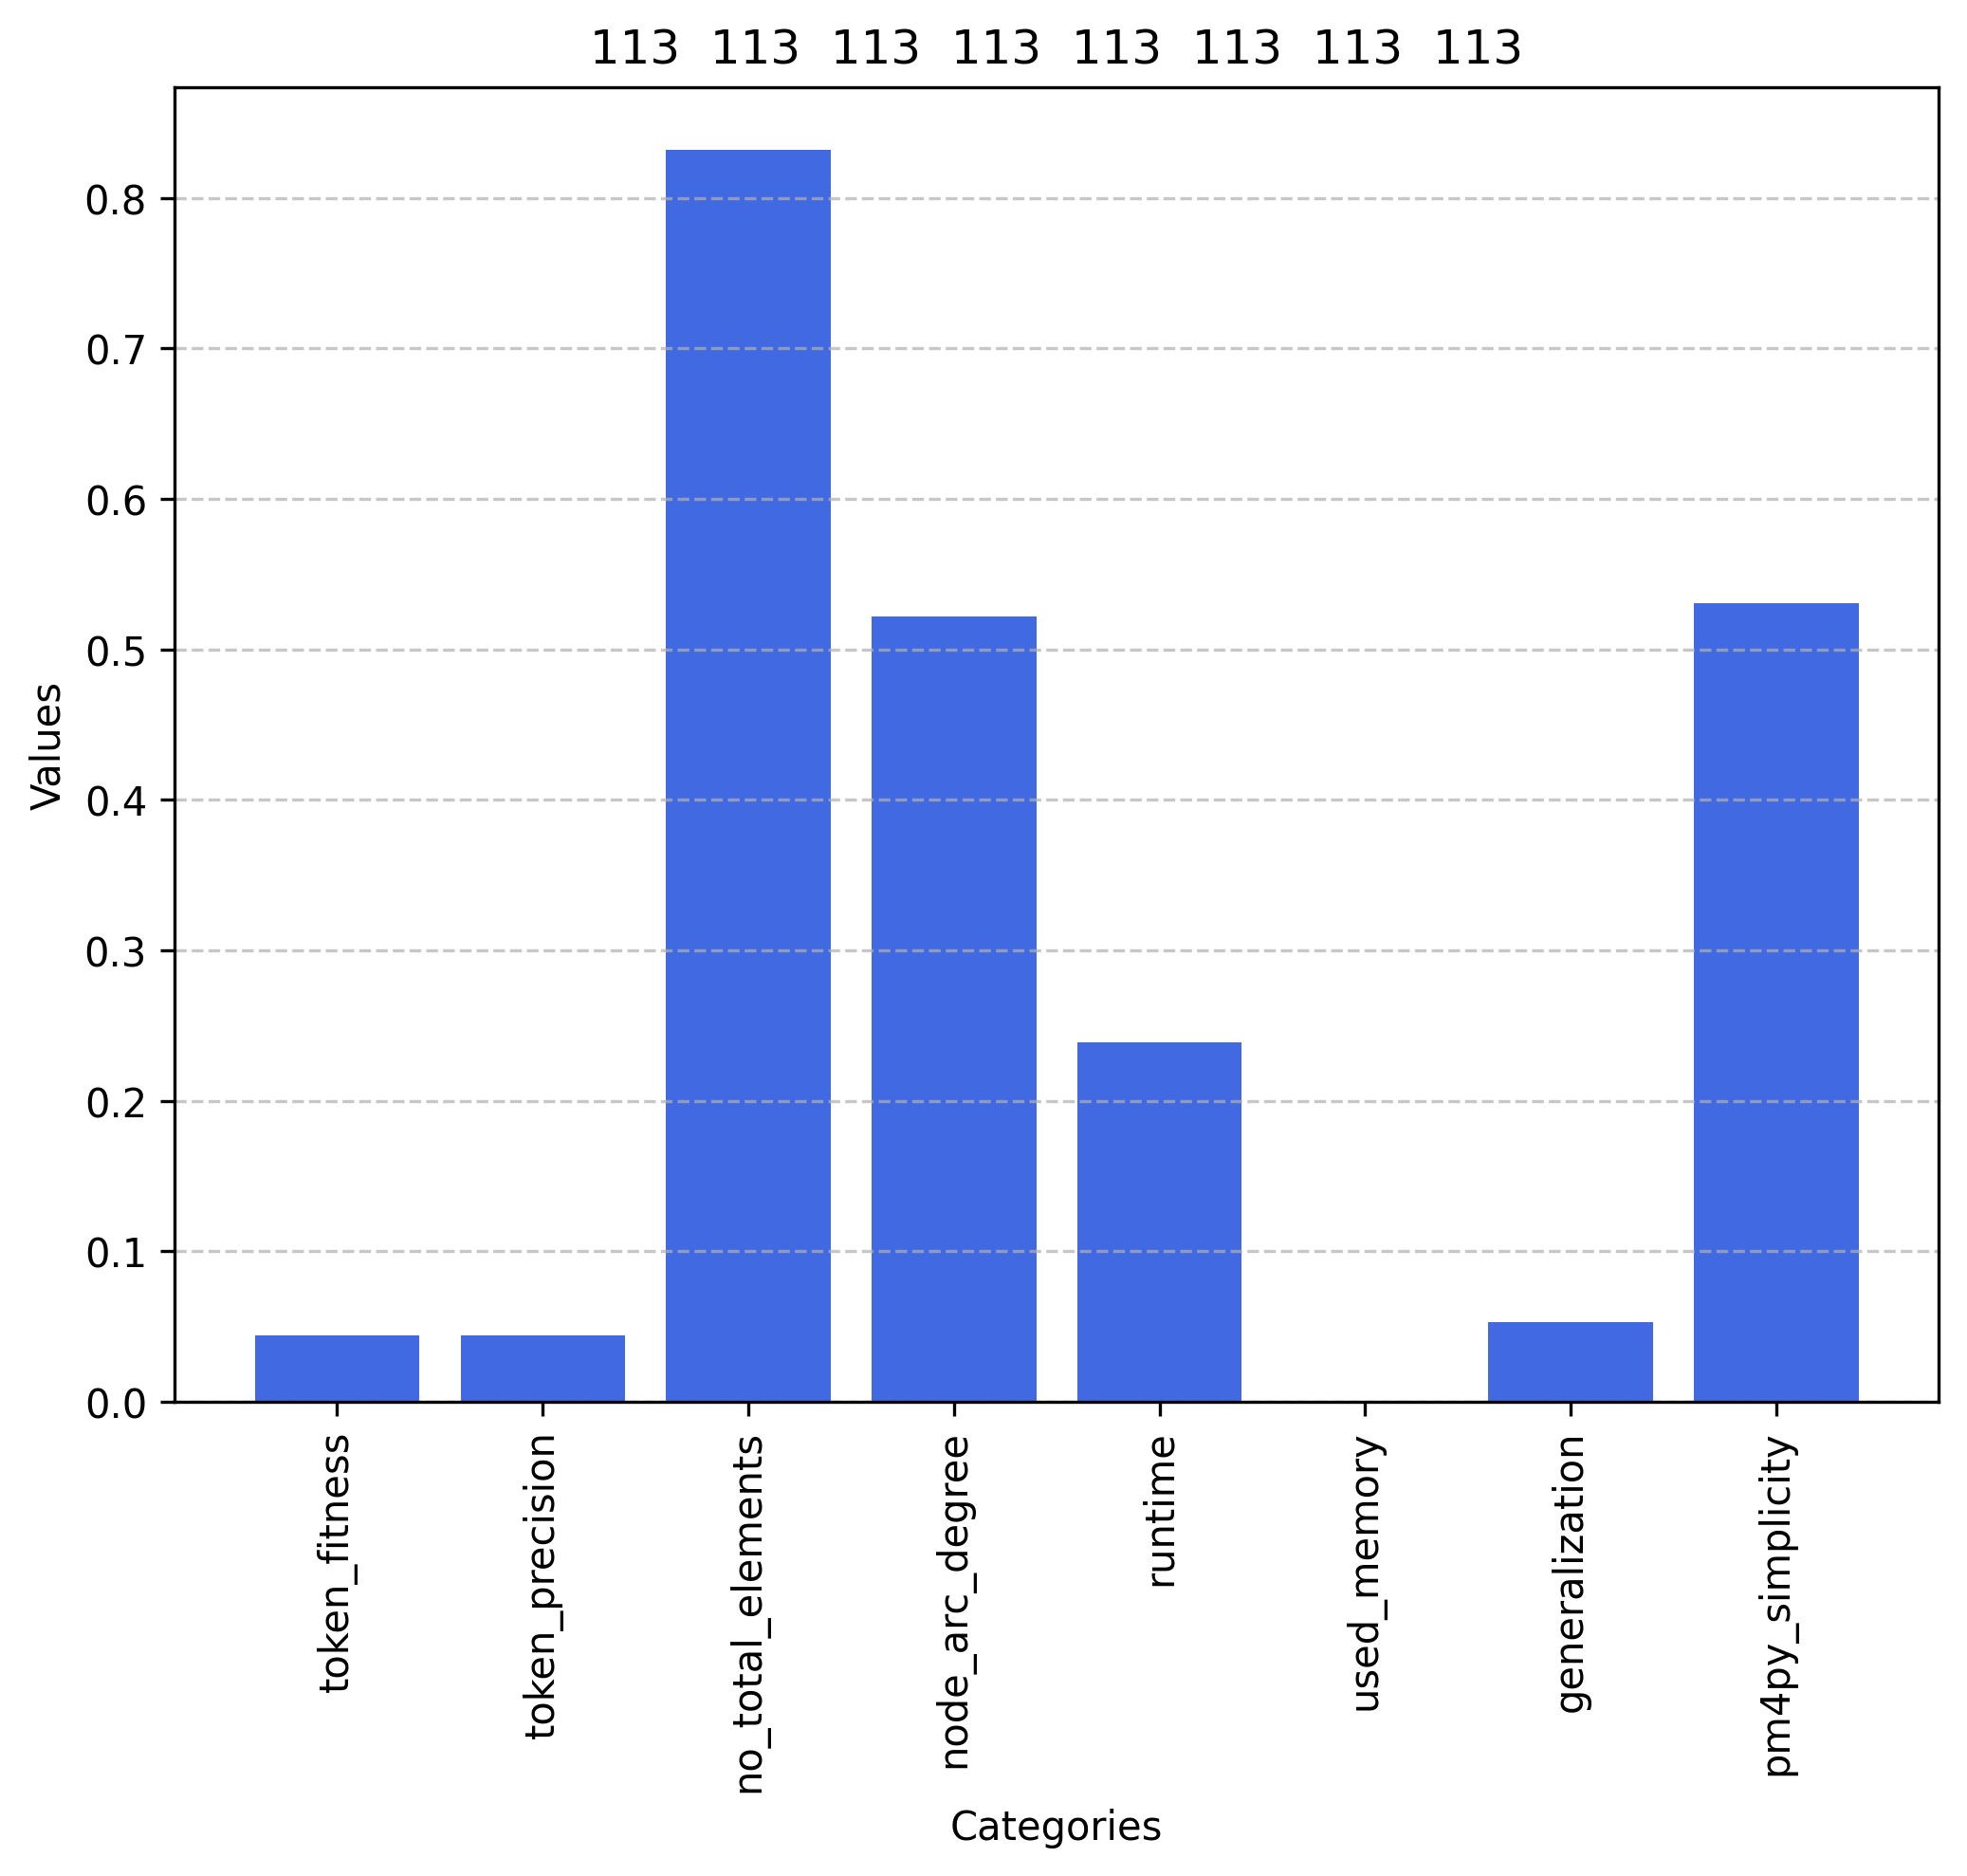 113 113 113 113 113 113 113 113
Values
0.8
0.7
0.6
0.5
0.4
0.3
0.2
0.1
0.0
token_fitness
token_precision
no_total_elements
node_arc_degree
runtime
used_memory
generalization
pm4py_simplicity
Categories